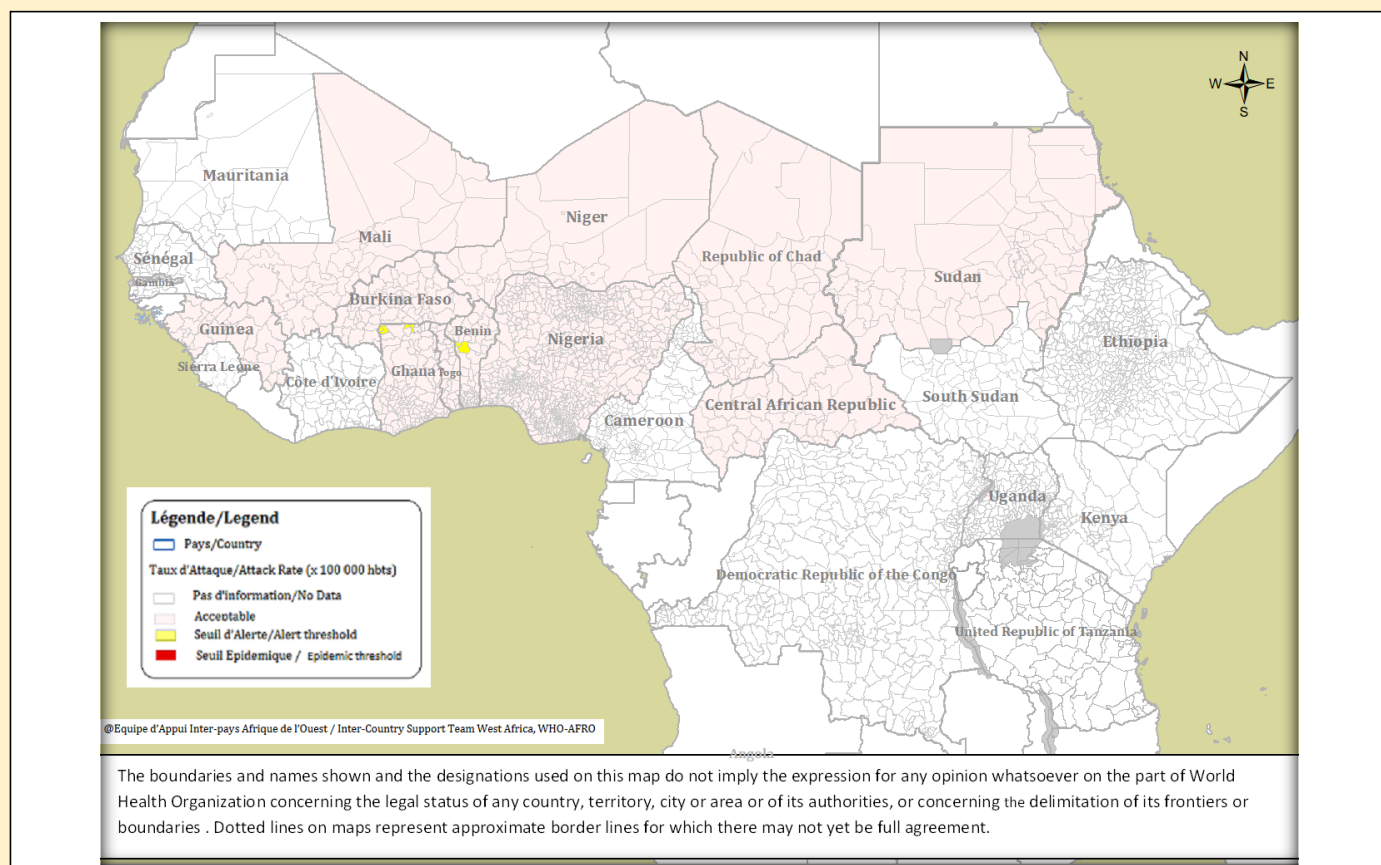 N
W E
S
Mauritania
Niger
Mali
Sénégal
Republic of Chad
Sudan
Gambia
Burkina Faso
Guinea
Benin
Nigeria
Ethiopia
Sierra Leone
Côte d'Ivoire
Ghana
Togo
South Sudan
Central African Republic
Cameroon
Uganda
Kenya
Democratic Republic of the Congo
United Republic of Tanzania
Angola
Légende/Legend
Pays/Country
Taux d'Attaque/Attack Rate (x 100 000 hbts)
Pas d'information/No Data
Acceptable
Seuil d'Alerte/Alert threshold
Seuil Epidemique / Epidemic threshold
@Equipe d'Appui Inter-pays Afrique de l'Ouest / Inter-Country Support Team West Africa, WHO-AFRO
The boundaries and names shown and the designations used on this map do not imply the expression for any opinion whatsoever on the part of World
Health Organization concerning the legal status of any country, territory, city or area or of its authorities, or concerning the delimitation of its frontiers or
boundaries . Dotted lines on maps represent approximate border lines for which there may not yet be full agreement.